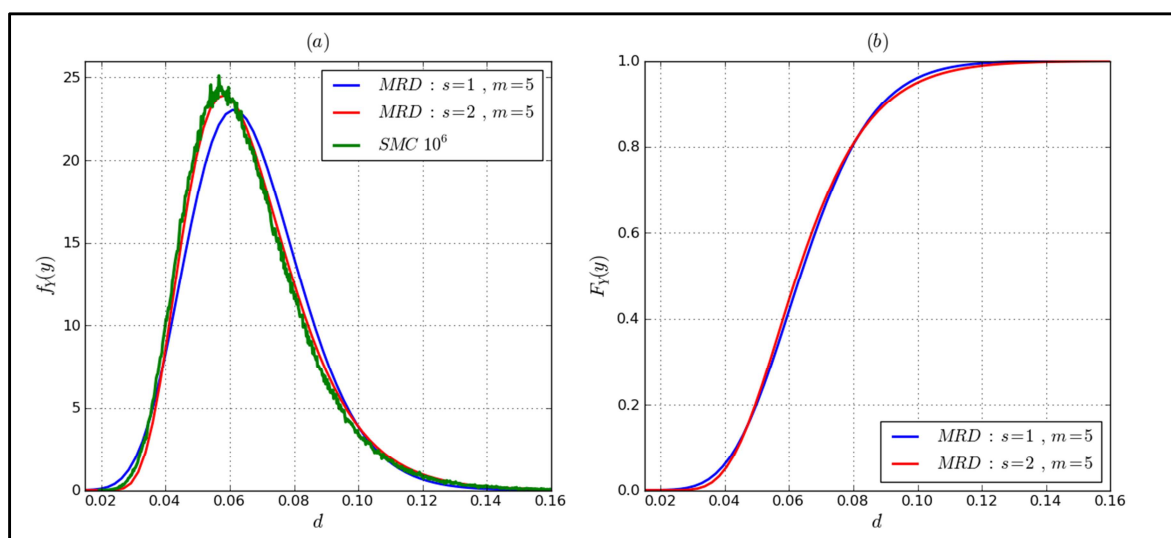 (a)
f_Y(y)
25
20
15
10
5
0
0.02 0.04 0.06 0.08 0.10 0.12 0.14 0.16
d
MRD : s=1 , m=5
MRD : s=2 , m=5
SMC 10^6
(b)
F_Y(y)
1.0
0.8
0.6
0.4
0.2
0.0
0.02 0.04 0.06 0.08 0.10 0.12 0.14 0.16
d
MRD : s=1 , m=5
MRD : s=2 , m=5